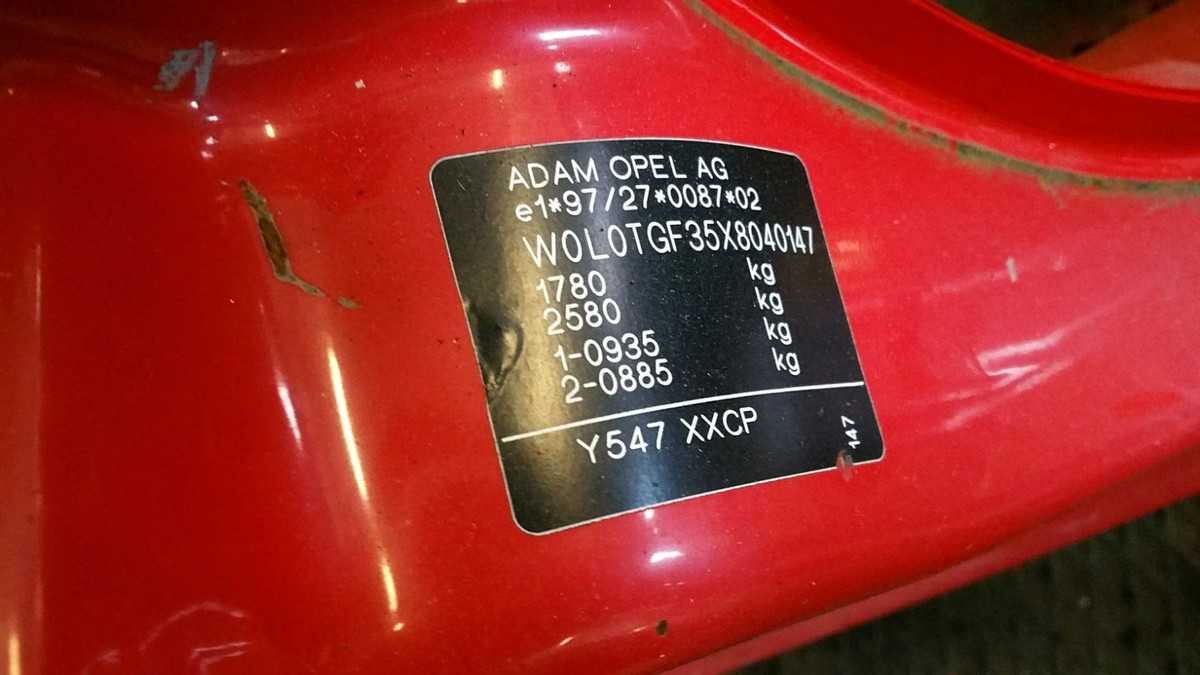 ADAM OPEL AG
e1*97/27*0087*02
W0L0TGF35X8040147
1780 kg
2580 kg
1-0935 kg
2-0885 kg
Y547 XXCP
147